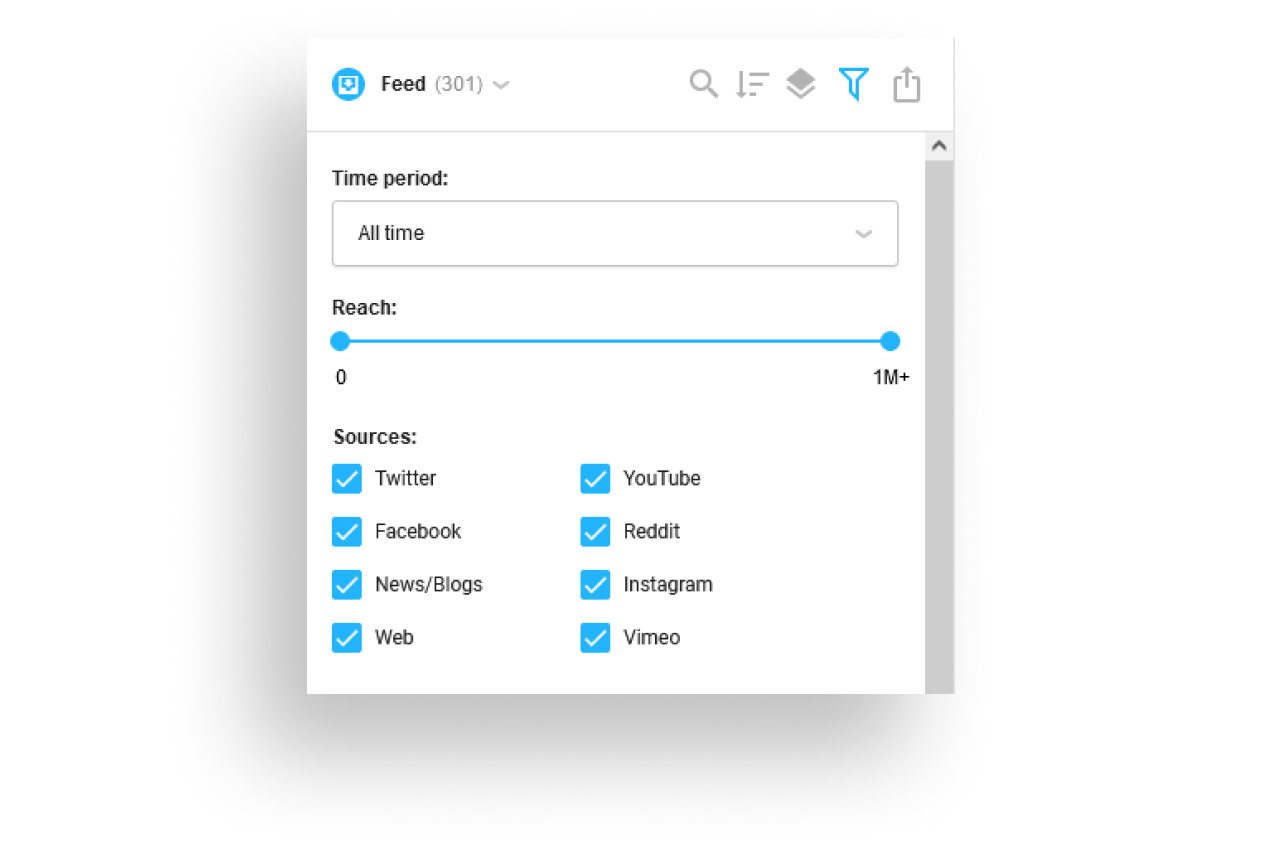 Feed (301)
Time period:
All time
Reach:
0 1M+
Sources:
Twitter YouTube
Facebook Reddit
News/Blogs Instagram
Web Vimeo